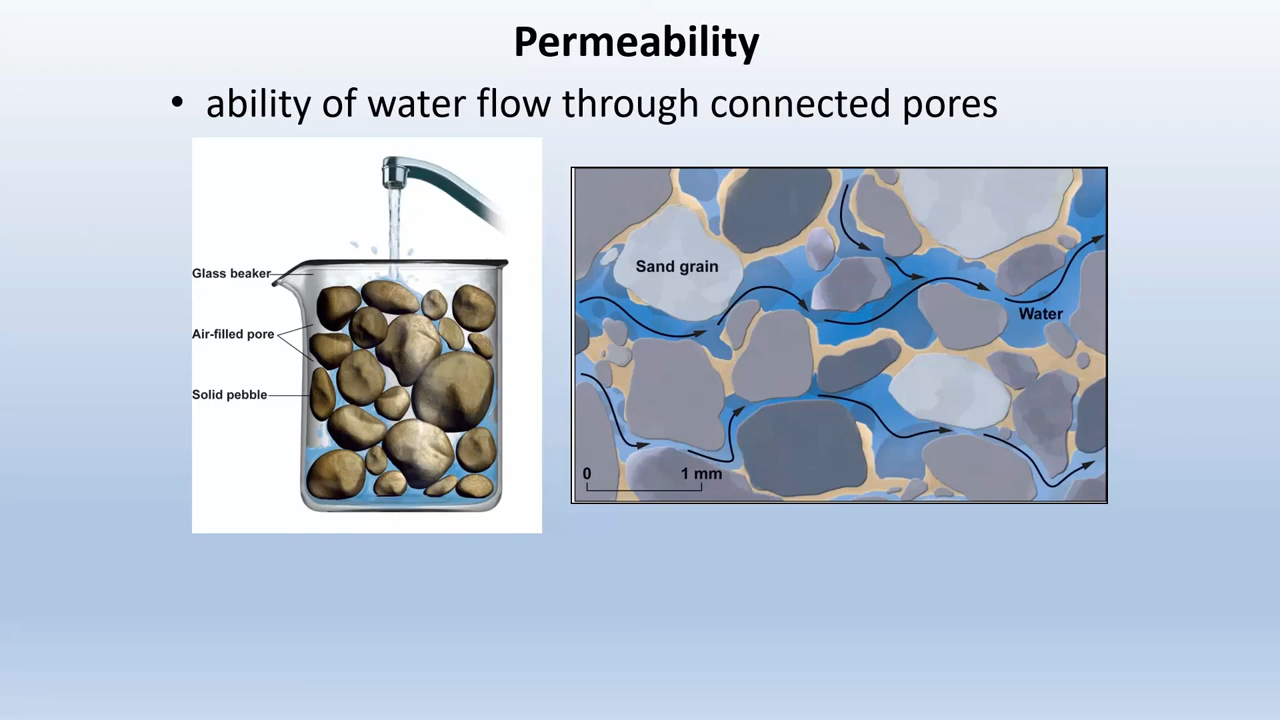 Permeability
• ability of water flow through connected pores
Glass beaker
Air-filled pore
Solid pebble
Sand grain
Water
0 1 mm